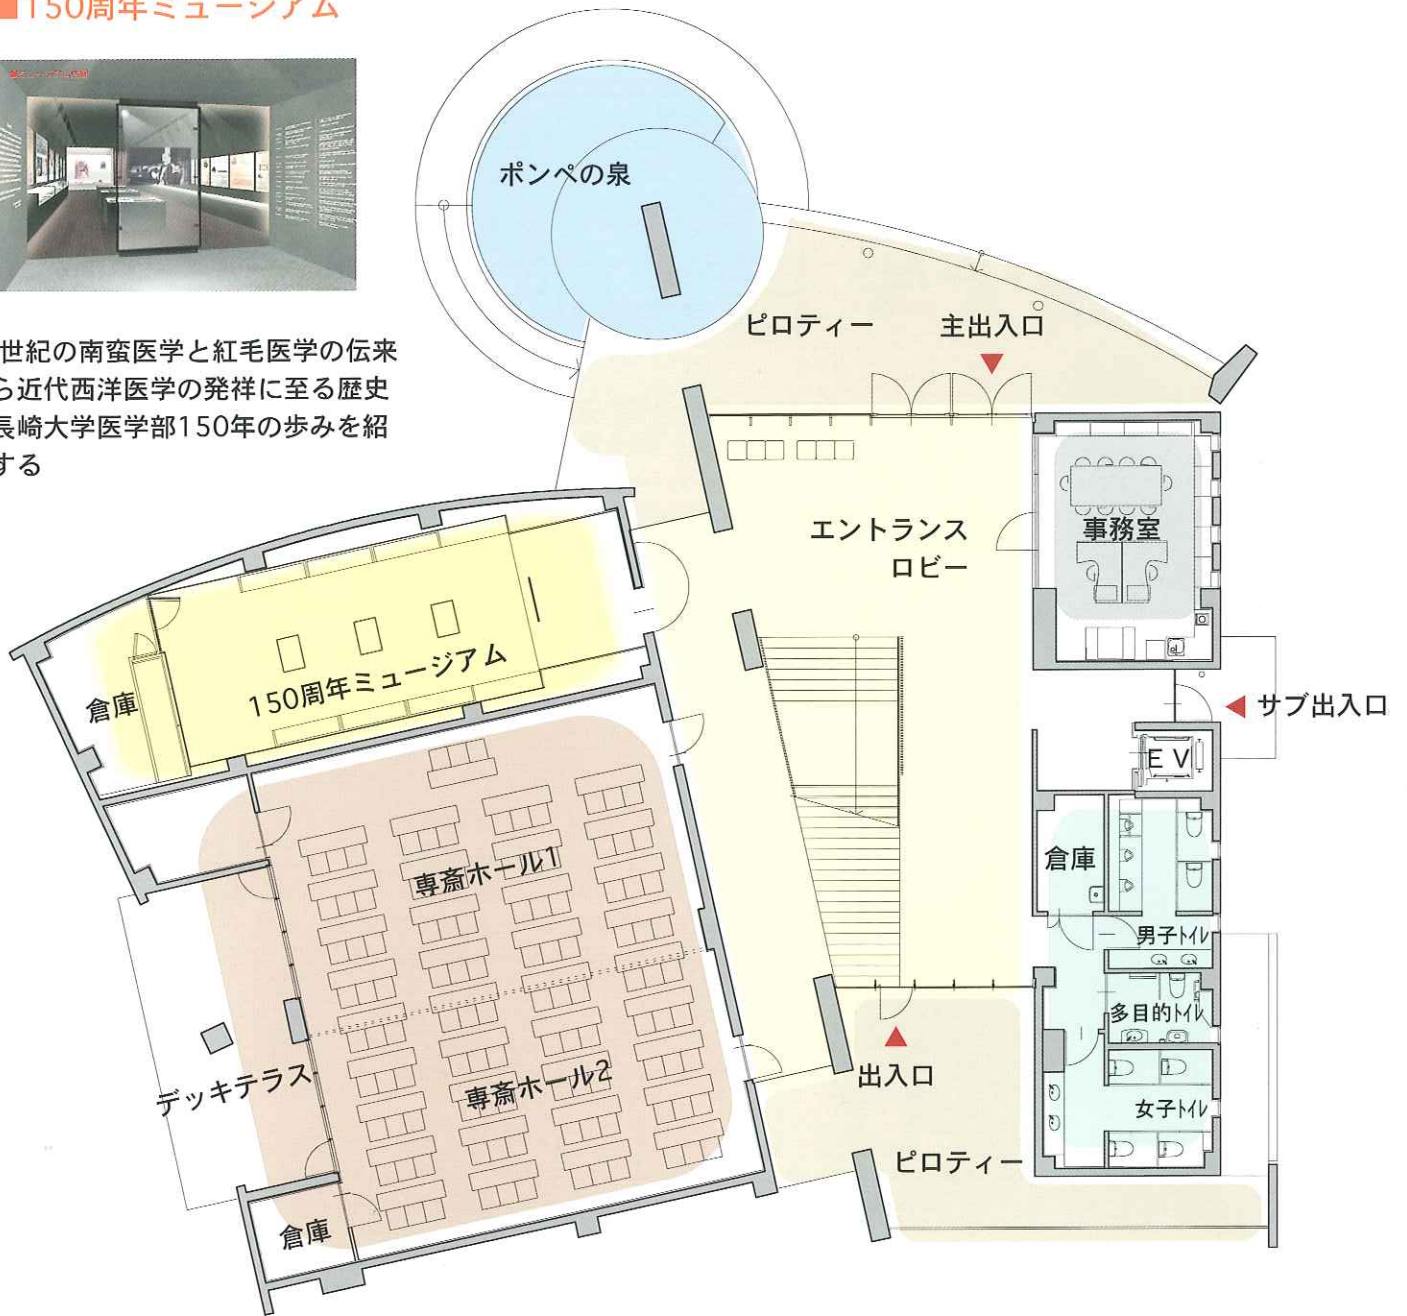 ■150周年ミュージアム
世紀の南蛮医学と紅毛医学の伝来
ら近代西洋医学の発祥に至る歴史
長崎大学医学部150年の歩みを紹
する
ポンペの泉
ピロティー
主出入口
エントランス
ロビー
事務室
150周年ミュージアム
倉庫
サブ出入口
EV
専斎ホール1
倉庫
男子トイレ
多目的トイレ
専斎ホール2
デッキテラス
出入口
女子トイレ
ピロティー
倉庫